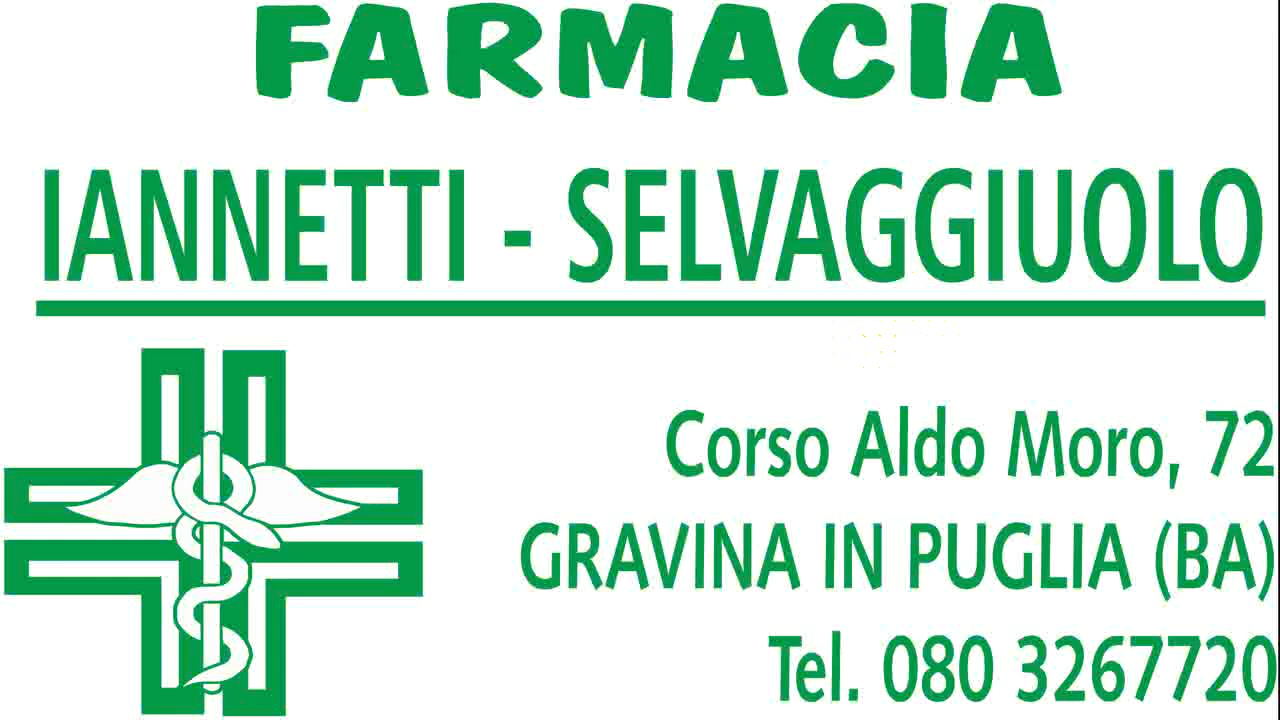 FARMACIA
IANNETTI - SELVAGGIUOLO
Corso Aldo Moro, 72
GRAVINA IN PUGLIA (BA)
Tel. 080 3267720